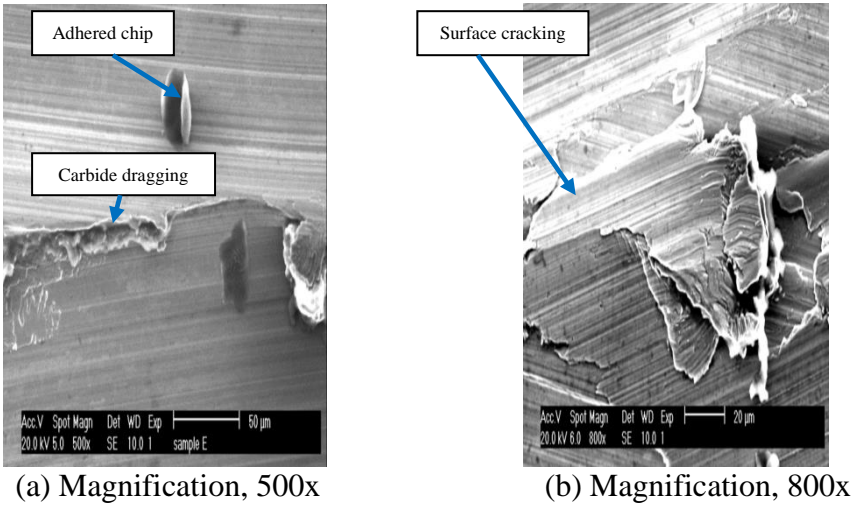 Adhered chip
Surface cracking
Carbide dragging
Acc.V Spot Magn Det WD Exp 50 µm
20.0 kV 5.0 500x SE 10.0 1 sample E
Acc.V Spot Magn Det WD Exp 20 µm
20.0 kV 6.0 800x SE 10.0 1
(a) Magnification, 500x
(b) Magnification, 800x